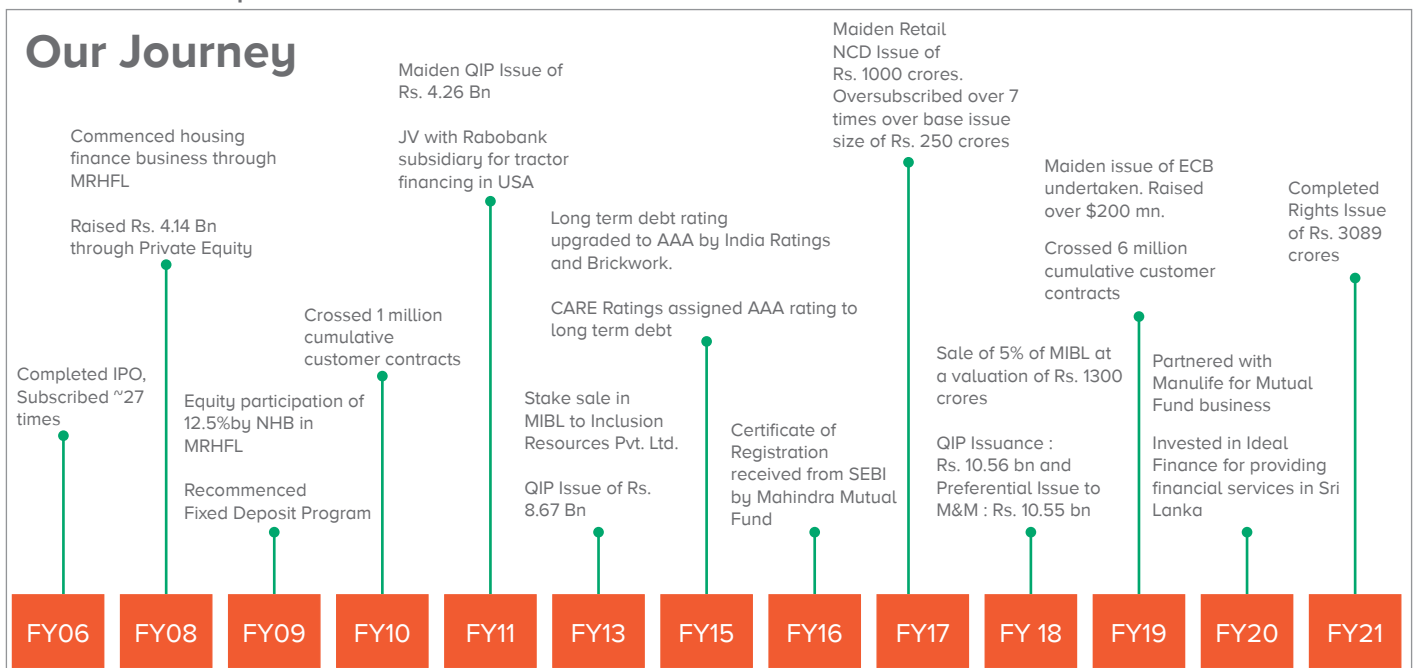 Our Journey
Completed IPO,
Subscribed ~27
times
Commenced housing
finance business through
MRHFL
Raised Rs. 4.14 Bn
through Private Equity
Equity participation of
12.5%by NHB in
MRHFL
Recommenced
Fixed Deposit Program
Crossed 1 million
cumulative
customer contracts
Maiden QIP Issue of
Rs. 4.26 Bn
JV with Rabobank
subsidiary for tractor
financing in USA
Stake sale in
MIBL to Inclusion
Resources Pvt. Ltd.
QIP Issue of Rs.
8.67 Bn
Long term debt rating
upgraded to AAA by India Ratings
and Brickwork.
CARE Ratings assigned AAA rating to
long term debt
Certificate of
Registration
received from SEBI
by Mahindra Mutual
Fund
Maiden Retail
NCD Issue of
Rs. 1000 crores.
Oversubscribed over 7
times over base issue
size of Rs. 250 crores
Sale of 5% of MIBL at
a valuation of Rs. 1300
crores
QIP Issuance :
Rs. 10.56 bn and
Preferential Issue to
M&M : Rs. 10.55 bn
Maiden issue of ECB
undertaken. Raised
over $200 mn.
Crossed 6 million
cumulative customer
contracts
Partnered with
Manulife for Mutual
Fund business
Invested in Ideal
Finance for providing
financial services in Sri
Lanka
Completed
Rights Issue
of Rs. 3089
crores
FY06
FY08
FY09
FY10
FY11
FY13
FY15
FY16
FY17
FY 18
FY19
FY20
FY21